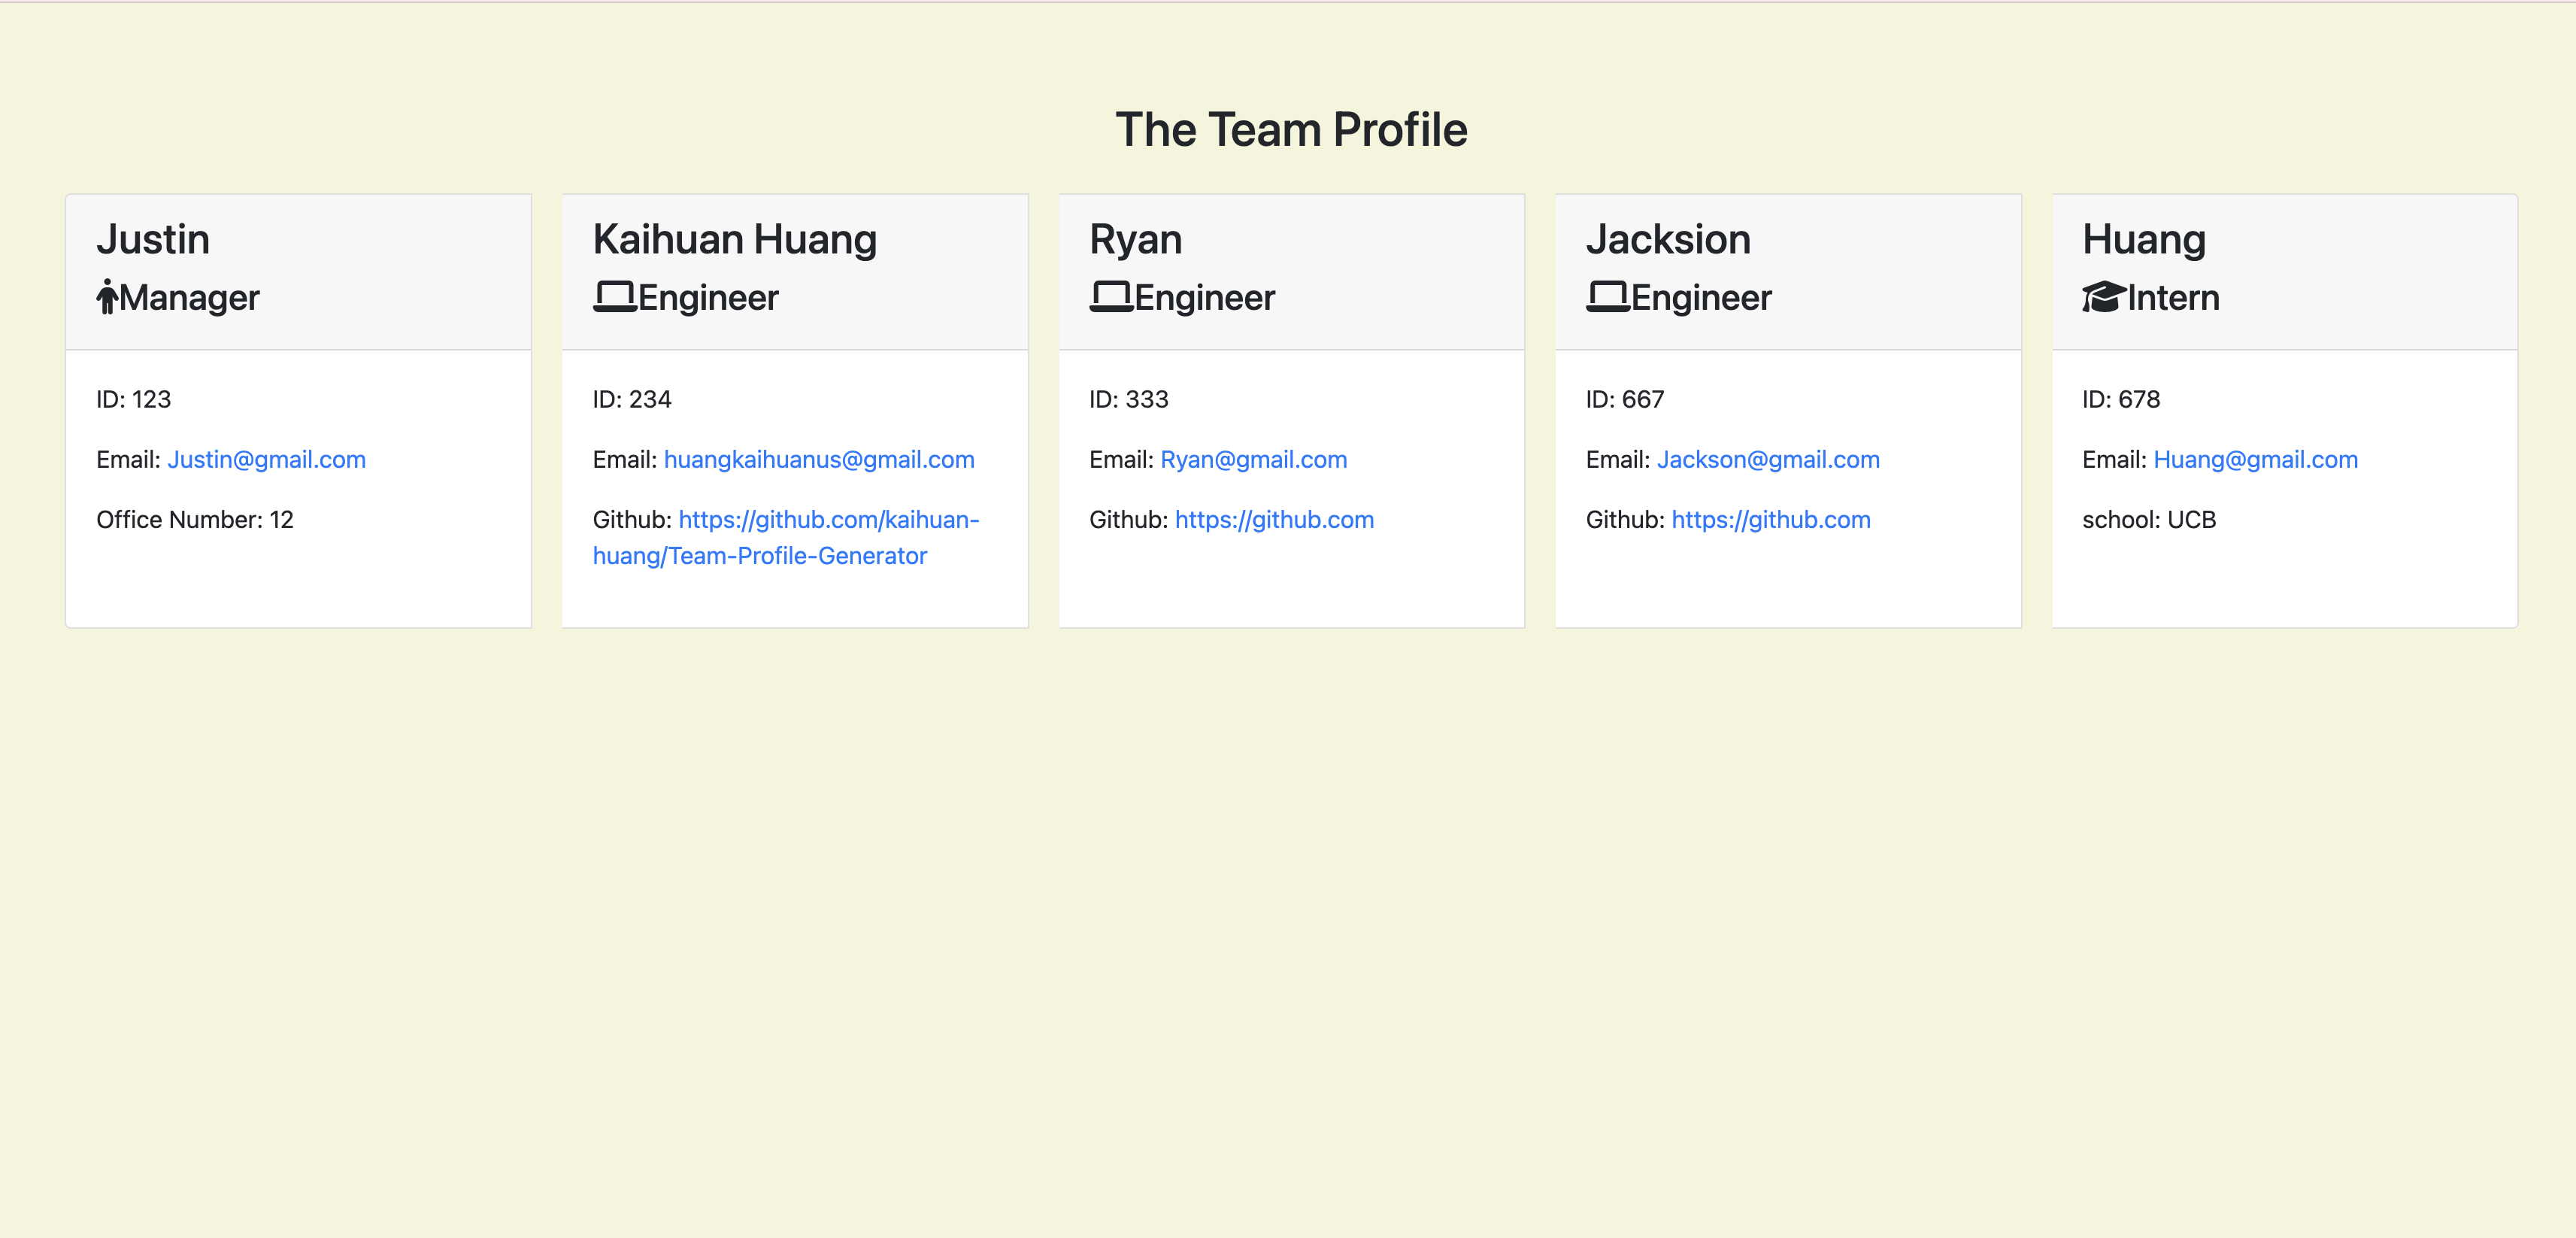 The Team Profile
Justin
Manager
ID: 123
Email: Justin@gmail.com
Office Number: 12
Kaihuan Huang
Engineer
ID: 234
Email: huangkaihuanus@gmail.com
Github: https://github.com/kaihuan-
huang/Team-Profile-Generator
Ryan
Engineer
ID: 333
Email: Ryan@gmail.com
Github: https://github.com
Jacksion
Engineer
ID: 667
Email: Jackson@gmail.com
Github: https://github.com
Huang
Intern
ID: 678
Email: Huang@gmail.com
school: UCB